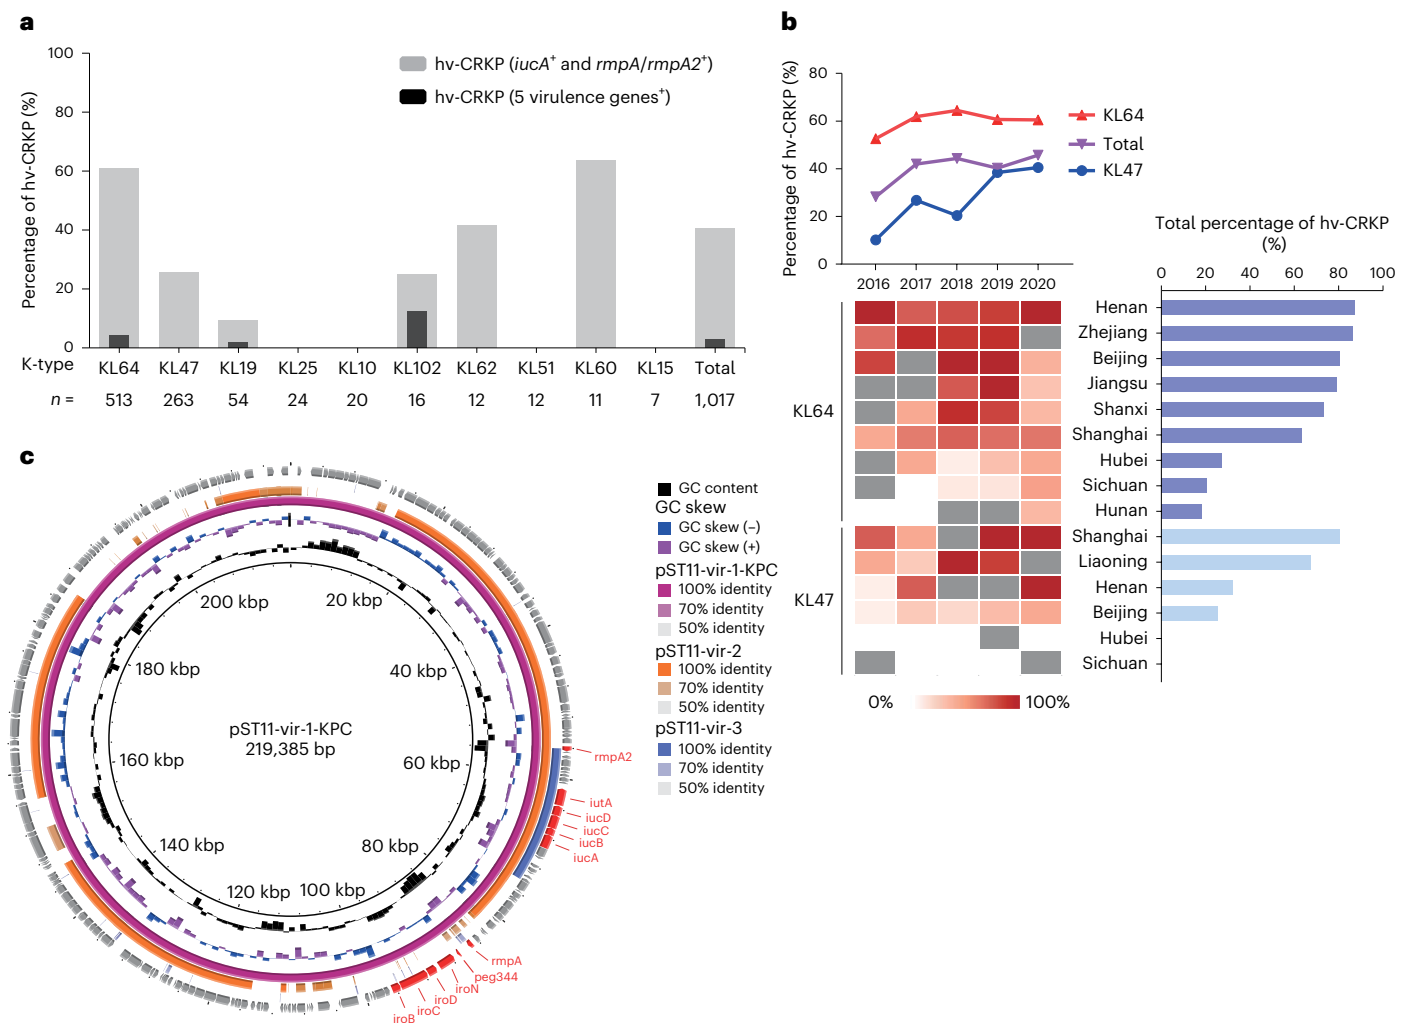 a
Percentage of hv-CRKP (%)
100
80
60
40
20
0
hv-CRKP (iucA+ and rmpA/rmpA2+)
hv-CRKP (5 virulence genes+)
K-type KL64 KL47 KL19 KL25 KL10 KL102 KL62 KL51 KL60 KL15 Total
n = 513 263 54 24 20 16 12 12 11 7 1,017
b
Percentage of hv-CRKP (%)
80
60
40
20
0
KL64
Total
KL47
2016 2017 2018 2019 2020
Total percentage of hv-CRKP
(%)
0 20 40 60 80 100
KL64
Henan
Zhejiang
Beijing
Jiangsu
Shanxi
Shanghai
Hubei
Sichuan
Hunan
KL47
Shanghai
Liaoning
Henan
Beijing
Hubei
Sichuan
0% 100%
c
pST11-vir-1-KPC
219,385 bp
20 kbp
40 kbp
60 kbp
80 kbp
100 kbp
120 kbp
140 kbp
160 kbp
180 kbp
200 kbp
rmpA2
iutA
iucD
iucC
iucB
iucA
rmpA
peg344
iroN
iroD
iroC
iroB
GC content
GC skew
GC skew (−)
GC skew (+)
pST11-vir-1-KPC
100% identity
70% identity
50% identity
pST11-vir-2
100% identity
70% identity
50% identity
pST11-vir-3
100% identity
70% identity
50% identity